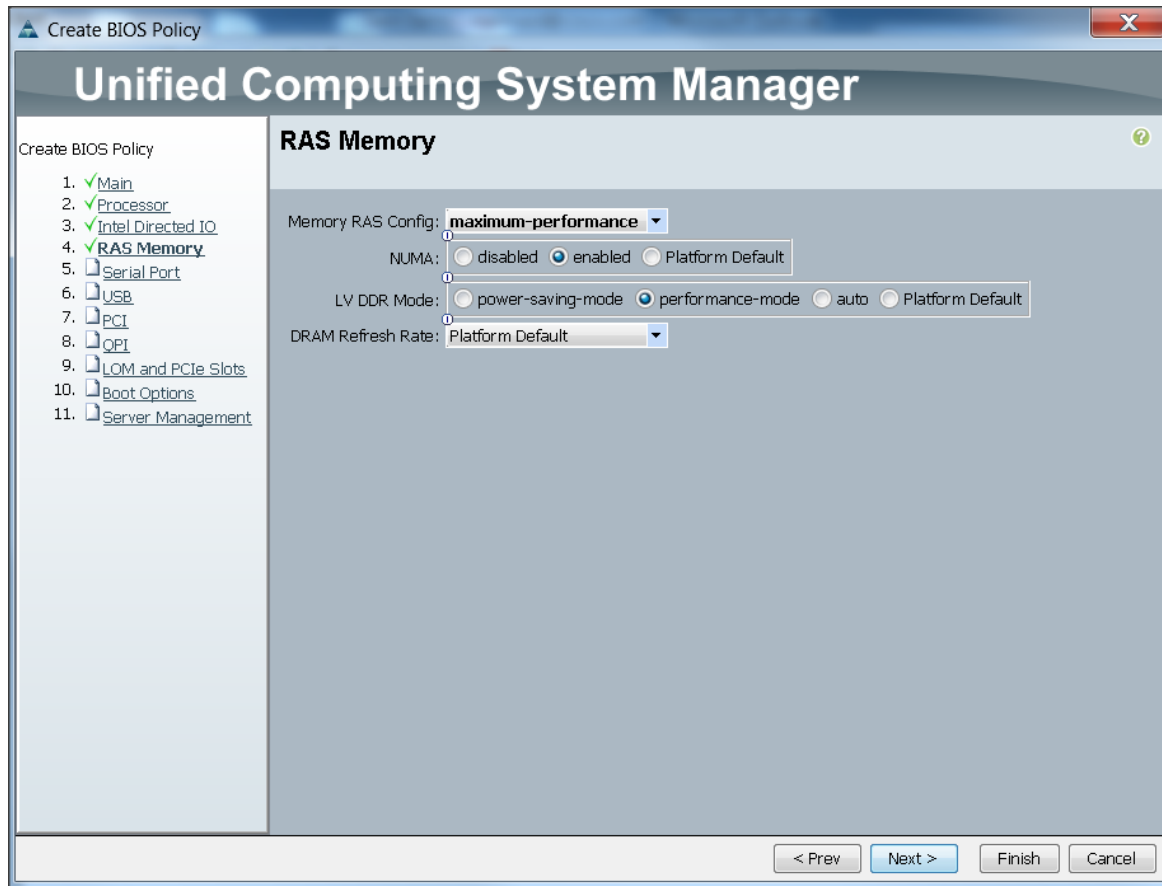 Create BIOS Policy
Unified Computing System Manager
Create BIOS Policy
1. Main
2. Processor
3. Intel Directed IO
4. RAS Memory
5. Serial Port
6. USB
7. PCI
8. QPI
9. LOM and PCIe Slots
10. Boot Options
11. Server Management
RAS Memory
Memory RAS Config: maximum-performance
NUMA: disabled enabled Platform Default
LV DDR Mode: power-saving-mode performance-mode auto Platform Default
DRAM Refresh Rate: Platform Default
< Prev Next > Finish Cancel